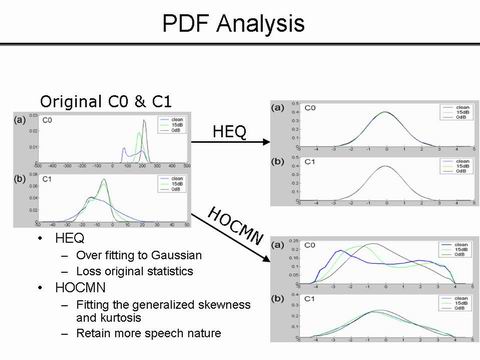 PDF Analysis
Original C0 & C1
(a) C0
clean
15dB
0dB
(b) C1
clean
15dB
0dB
HEQ
(a) C0
clean
15dB
0dB
(b) C1
clean
15dB
0dB
HOCMN
(a) C0
clean
15dB
0dB
(b) C1
clean
15dB
0dB
• HEQ
– Over fitting to Gaussian
– Loss original statistics
• HOCMN
– Fitting the generalized skewness
and kurtosis
– Retain more speech nature